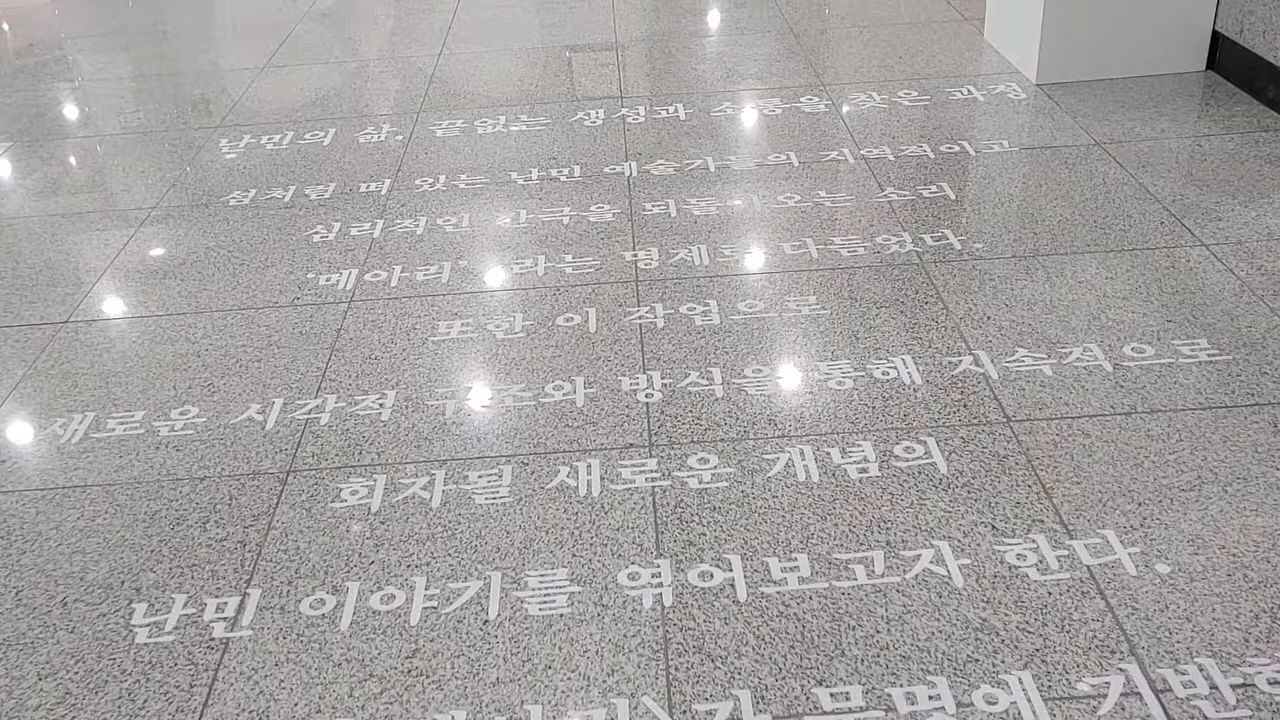 난민의 삶, 끝없는 생성과 소통을 찾은 과정
섬처럼 떠 있는 난민 예술가들의 지역적이고
심리적인 간극을 되돌아오는 소리
'메아리' 라는 명제로 다듬었다.
또한 이 작업으로
새로운 시각적 구조와 방식을 통해 지속적으로
회자될 새로운 개념의
난민 이야기를 엮어보고자 한다.
문명에 기반